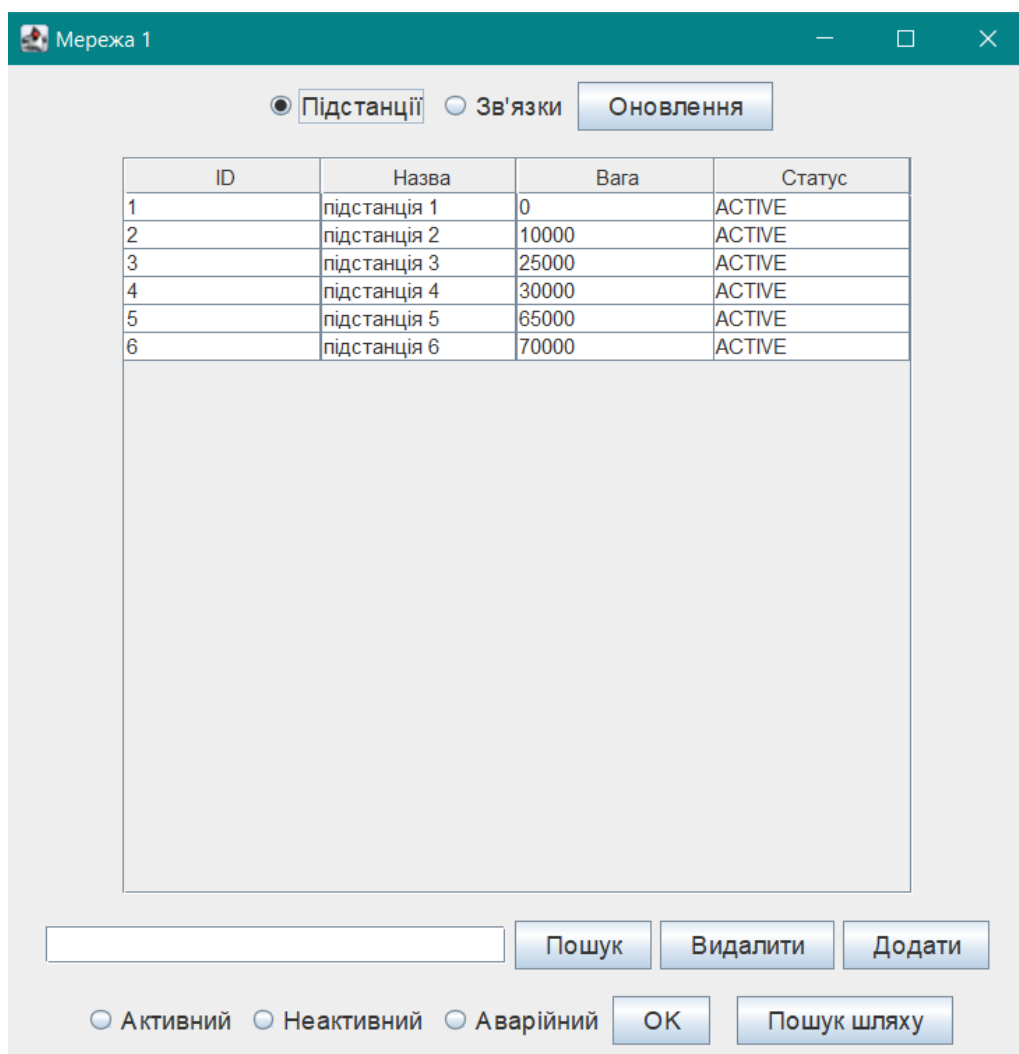 Мережа 1
Підстанції Зв'язки Оновлення
ID Назва Вага Статус
1 підстанція 1 0 ACTIVE
2 підстанція 2 10000 ACTIVE
3 підстанція 3 25000 ACTIVE
4 підстанція 4 30000 ACTIVE
5 підстанція 5 65000 ACTIVE
6 підстанція 6 70000 ACTIVE
Пошук Видалити Додати
Активний Неактивний Аварійний OK Пошук шляху